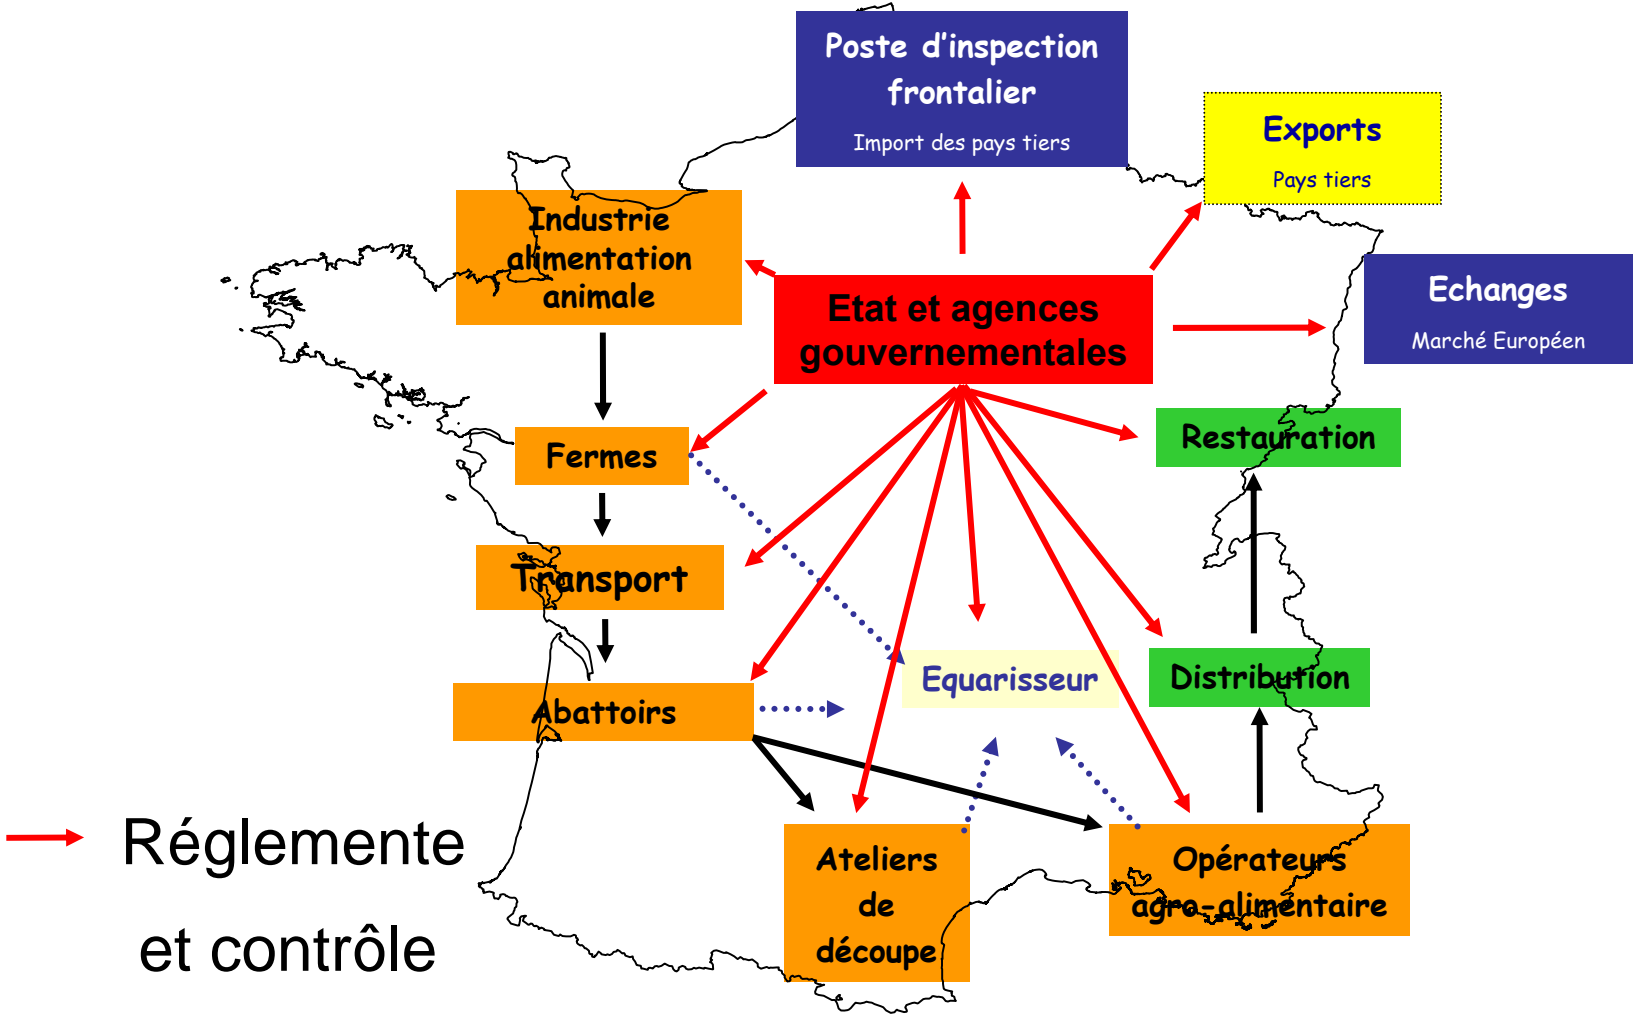 Poste d'inspection
frontalier
Import des pays tiers
Exports
Pays tiers
Industrie
alimentation
animale
Etat et agences
gouvernementales
Echanges
Marché Européen
Restauration
Fermes
Transport
Equarisseur
Distribution
Abattoirs
Réglemente
et contrôle
Ateliers
de
découpe
Opérateurs
agro-alimentaire